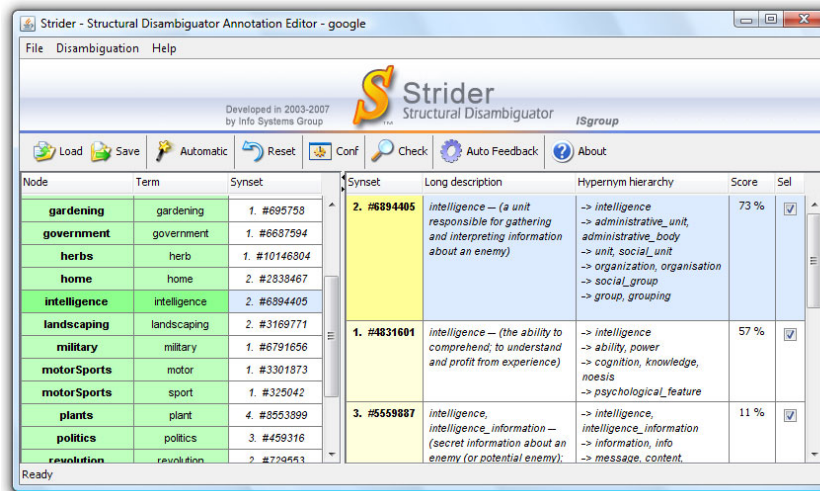 Strider - Structural Disambiguator Annotation Editor - google
File Disambiguation Help
Developed in 2003-2007
by Info Systems Group
S
TM
Strider
Structural Disambiguator
ISgroup
Load Save Automatic Reset Conf Check Auto Feedback About
Node Term Synset
gardening gardening 1. #695758
government government 1. #6687594
herbs herb 1. #10146804
home home 2. #2838467
intelligence intelligence 2. #6894405
landscaping landscaping 2. #3169771
military military 1. #6791656
motorSports motor 1. #3301873
motorSports sport 1. #325042
plants plant 4. #8553899
politics politics 3. #459316
revolution revolution 2. #729553
Synset Long description Hypernym hierarchy Score Sel
2. #6894405 intelligence -- (a unit -> intelligence 73 %
responsible for gathering -> administrative_unit,
and interpreting information administrative_body
about an enemy) -> unit, social_unit
-> organization, organisation
-> social_group
-> group, grouping
1. #4831601 intelligence -- (the ability to -> intelligence 57 %
comprehend; to understand -> ability, power
and profit from experience) -> cognition, knowledge,
noesis
-> psychological_feature
3. #5559887 intelligence, -> intelligence, 11 %
intelligence_information -- intelligence_information
(secret information about an -> information, info
enemy (or potential enemy); -> message, content,
Ready